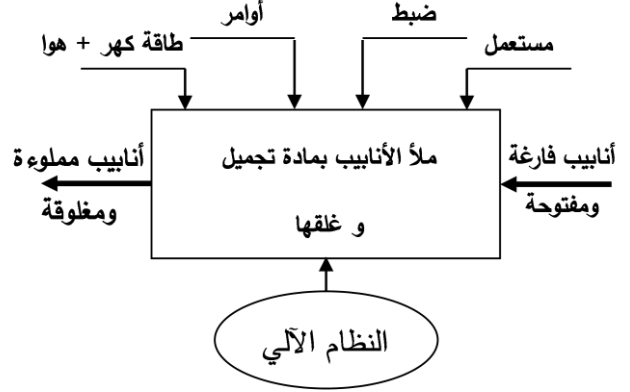 أوامر
ضبط
طاقة كهر + هوا
مستعمل
ملأ الأنابيب بمادة تجميل
و غلقها
أنابيب فارغة
ومفتوحة
أنابيب مملوءة
ومغلوقة
النظام الآلي